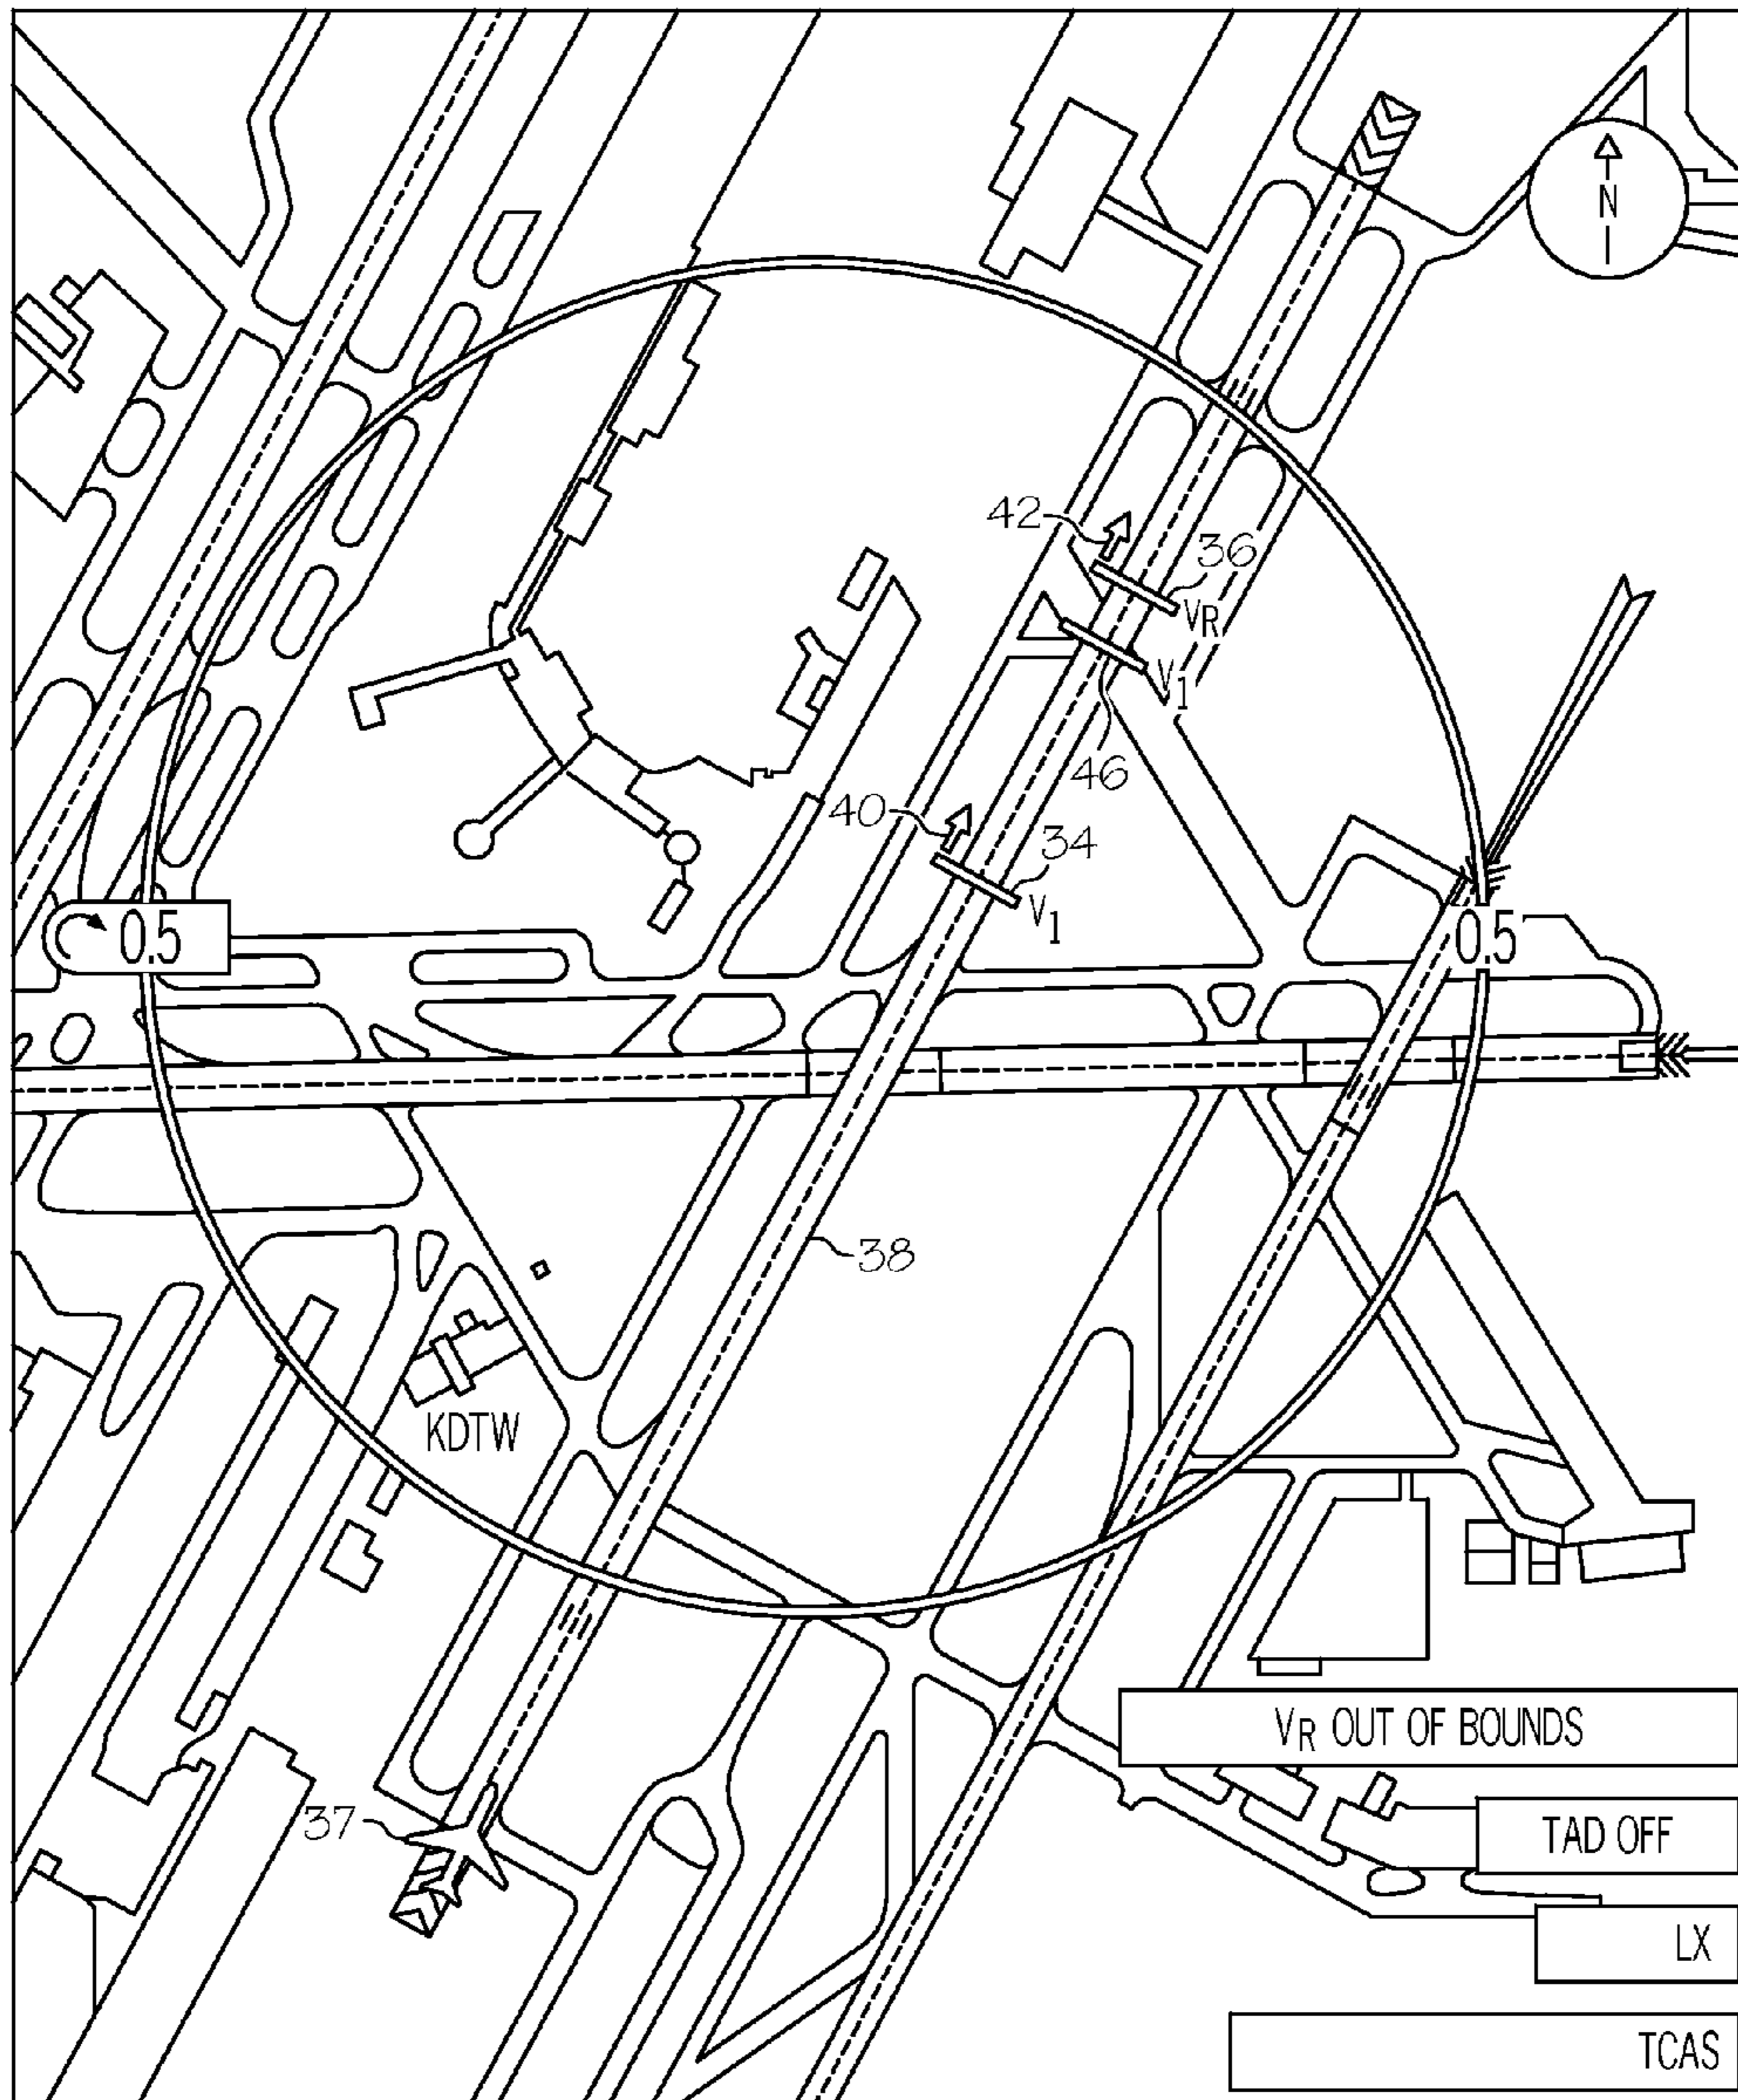 N
42
36
VR
V1
46
40
34
V1
0.5
0.5
38
KDTW
VR OUT OF BOUNDS
37
TAD OFF
LX
TCAS